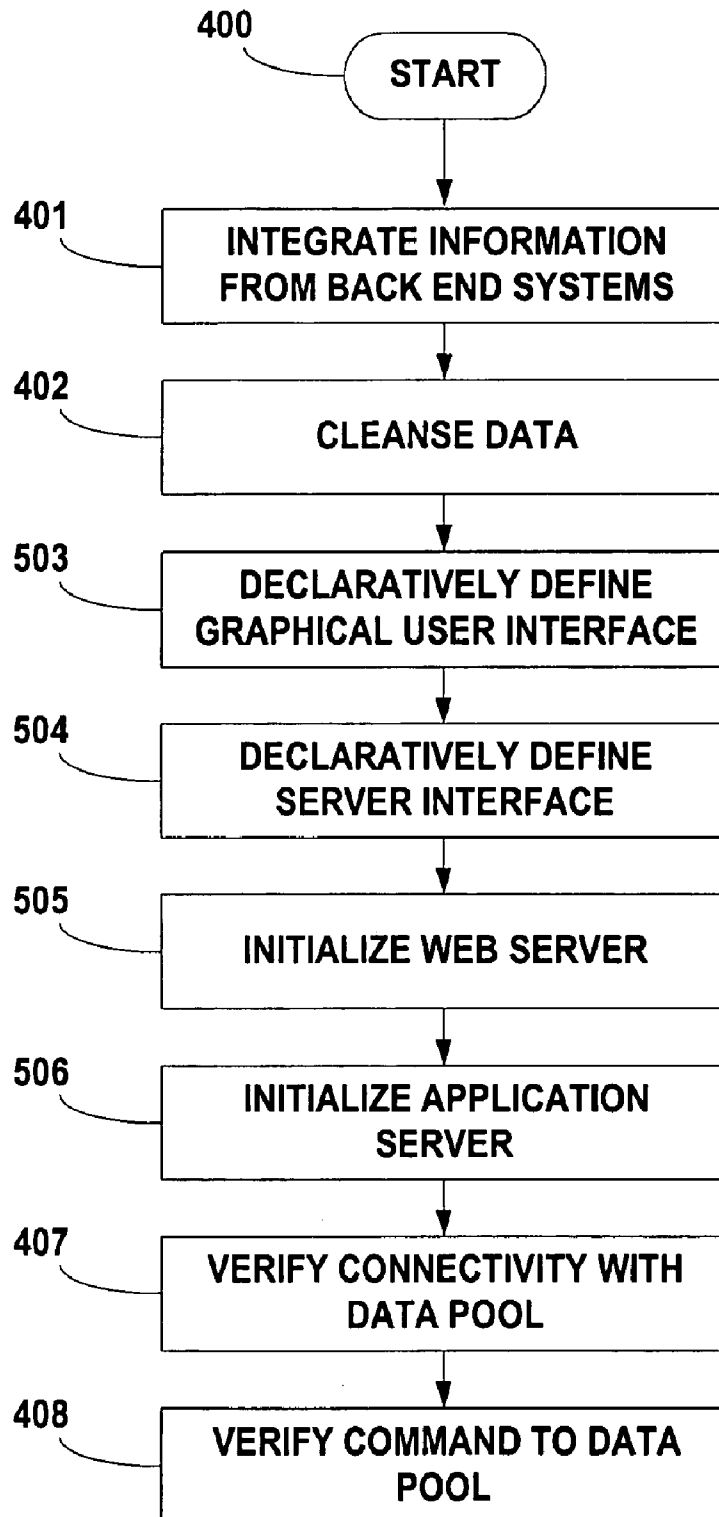 400
START
401
INTEGRATE INFORMATION
FROM BACK END SYSTEMS
402
CLEANSE DATA
503
DECLARATIVELY DEFINE
GRAPHICAL USER INTERFACE
504
DECLARATIVELY DEFINE
SERVER INTERFACE
505
INITIALIZE WEB SERVER
506
INITIALIZE APPLICATION
SERVER
407
VERIFY CONNECTIVITY WITH
DATA POOL
408
VERIFY COMMAND TO DATA
POOL